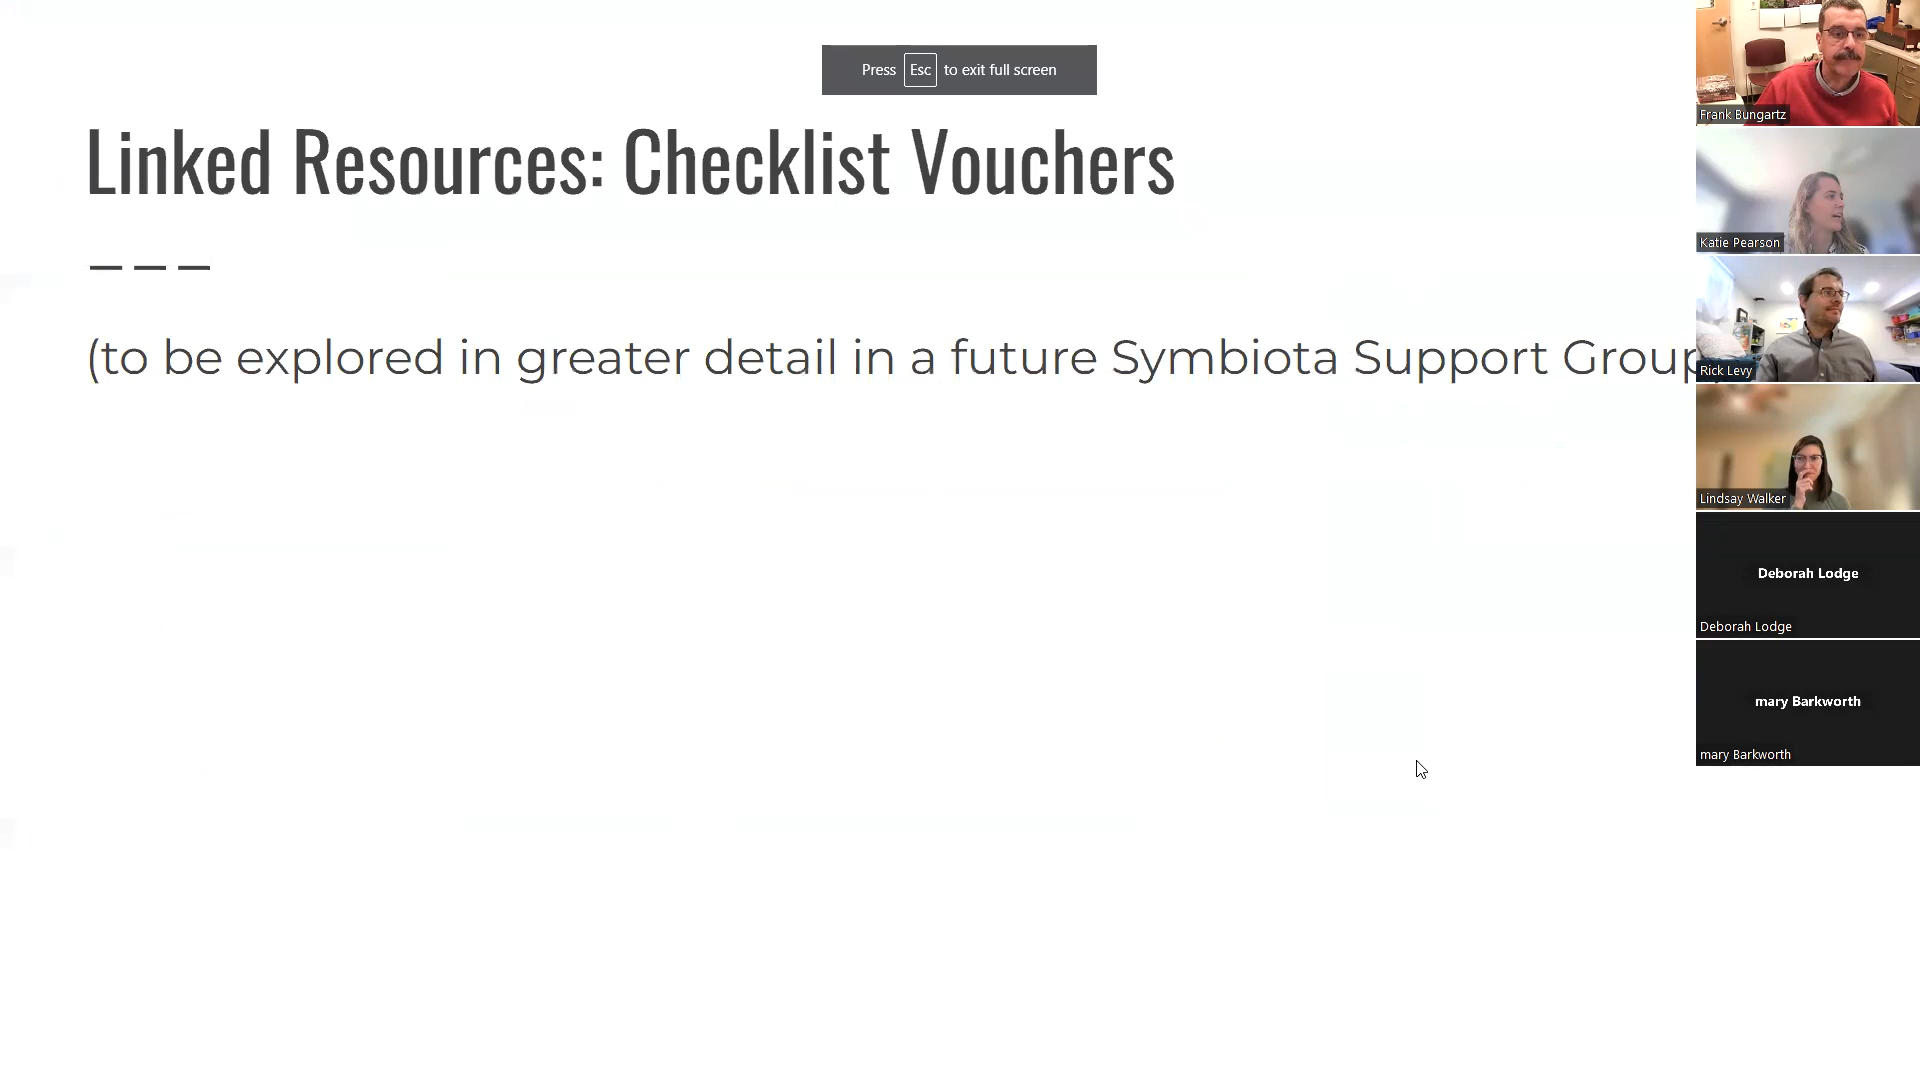 Press Esc to exit full screen
Linked Resources: Checklist Vouchers
(to be explored in greater detail in a future Symbiota Support Group
Frank Bungartz
Katie Pearson
Rick Levy
Lindsay Walker
Deborah Lodge
Deborah Lodge
mary Barkworth
mary Barkworth